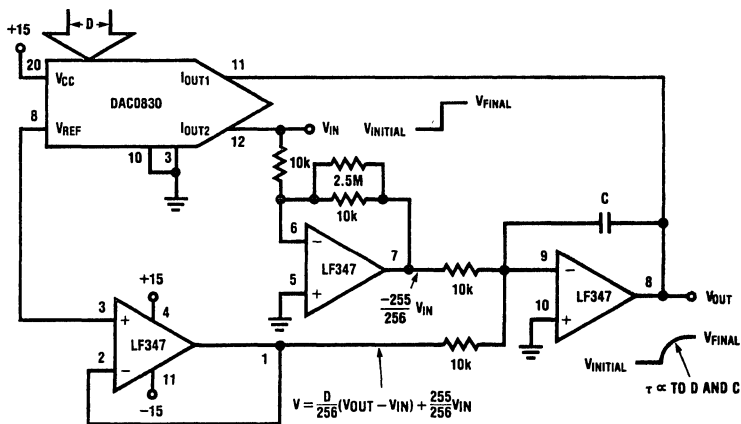 D
+15
20
VCC
8
VREF
DAC0830
IOUT1
11
IOUT2
12
10
3
VIN
VINITIAL
VFINAL
10k
2.5M
10k
6
−
5
+
LF347
7
-255/256 VIN
10k
C
9
−
10
+
LF347
8
VOUT
VINITIAL
VFINAL
τ ∝ TO D AND C
+15
4
3
+
2
−
LF347
11
-15
1
10k
V = D/256 (VOUT − VIN) + 255/256 VIN